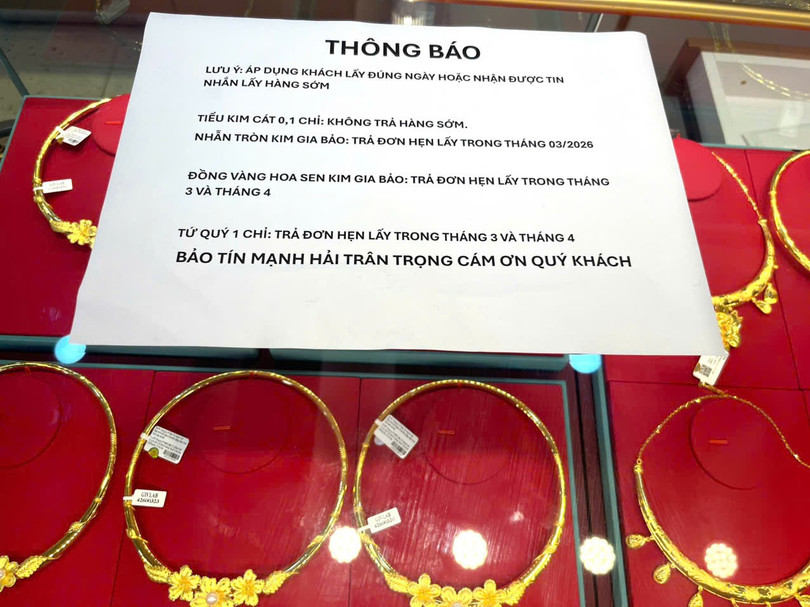 THÔNG BÁO
LƯU Ý: ÁP DỤNG KHÁCH LẤY ĐÚNG NGÀY HOẶC NHẬN ĐƯỢC TIN
NHẮN LẤY HÀNG SỚM
TIỂU KIM CÁT 0,1 CHỈ: KHÔNG TRẢ HÀNG SỚM.
NHẪN TRÒN KIM GIA BẢO: TRẢ ĐƠN HẸN LẤY TRONG THÁNG 03/2026
ĐỒNG VÀNG HOA SEN KIM GIA BẢO: TRẢ ĐƠN HẸN LẤY TRONG THÁNG
3 VÀ THÁNG 4
TỨ QUÝ 1 CHỈ: TRẢ ĐƠN HẸN LẤY TRONG THÁNG 3 VÀ THÁNG 4
BẢO TÍN MẠNH HẢI TRÂN TRỌNG CÁM ƠN QUÝ KHÁCH